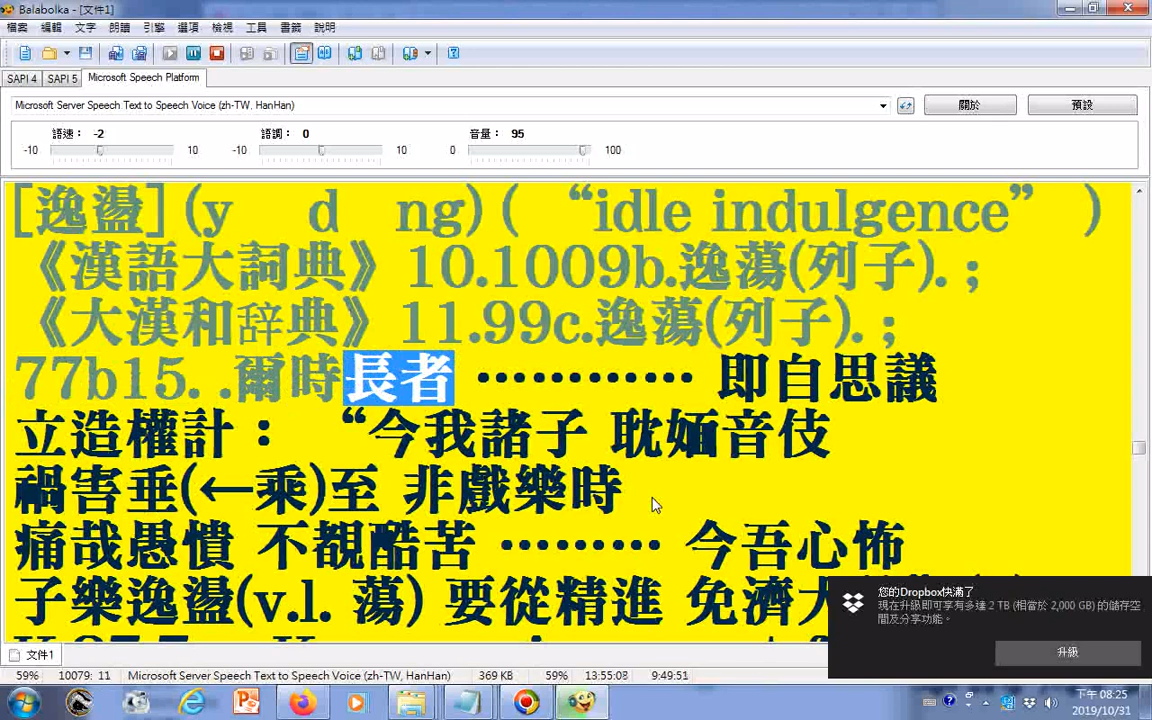 Balabolka - [文件1]
檔案 編輯 文字 朗讀 引擎 選項 檢視 工具 書籤 說明
SAPI 4 SAPI 5 Microsoft Speech Platform
Microsoft Server Speech Text to Speech Voice (zh-TW, HanHan) 關於 預設
語速： -2 語調： 0 音量： 95
-10 10 -10 10 0 100
[逸盪] (y d ng) ( “idle indulgence” )
《漢語大詞典》 10.1009b.逸蕩(列子). ;
《大漢和辞典》 11.99c.逸蕩(列子). ;
77b15. .爾時長者 ………… 即自思議
立造權計： “今我諸子 耽婳音伎
禍害垂(←乘)至 非戲樂時
痛哉愚憒 不覩酷苦 ……… 今吾心怖
子樂逸盪(v.l. 蕩) 要從精進 免濟大
您的Dropbox快滿了
現在升級即可享有多達 2 TB (相當於 2,000 GB) 的儲存空
間及分享功能。
升級
文件1
59% 10079: 11 Microsoft Server Speech Text to Speech Voice (zh-TW, HanHan) 369 KB 59% 13:55:08 9:49:51
下午 08:25
2019/10/31